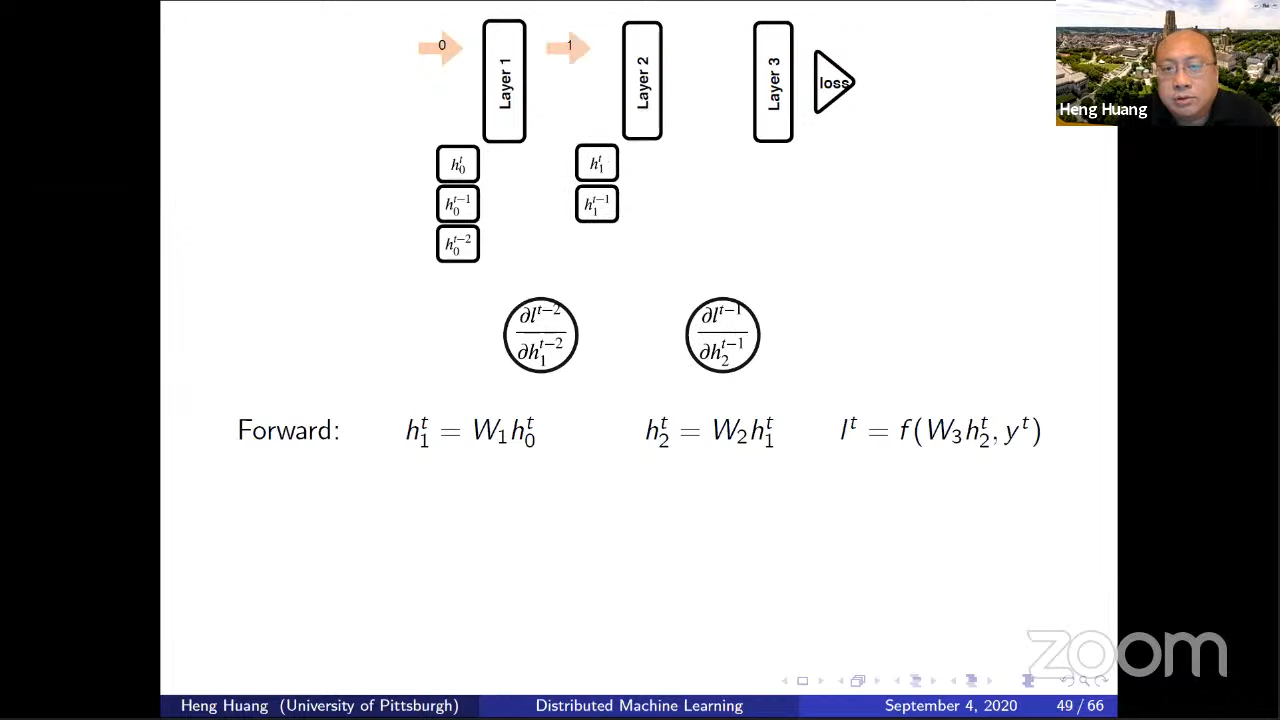 0
1
Layer 1
Layer 2
Layer 3
loss
Heng Huang
h_0^t
h_1^t
h_0^{t-1}
h_1^{t-1}
h_0^{t-2}
∂l^{t-2}
∂h_1^{t-2}
∂l^{t-1}
∂h_2^{t-1}
Forward: h_1^t = W_1 h_0^t h_2^t = W_2 h_1^t l^t = f(W_3 h_2^t, y^t)
zoom
Heng Huang (University of Pittsburgh) Distributed Machine Learning September 4, 2020 49 / 66